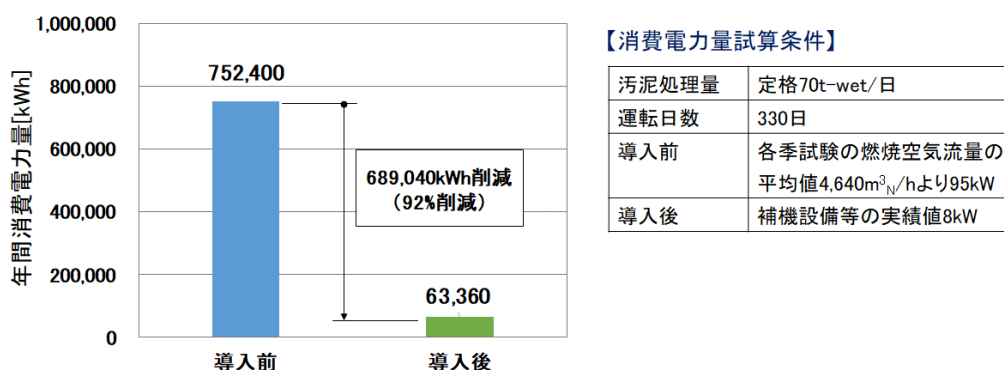 年間消費電力量[kWh]
1,000,000
800,000
600,000
400,000
200,000
0
752,400
689,040kWh削減
（92%削減）
63,360
導入前
導入後
【消費電力量試算条件】
汚泥処理量 定格70t-wet/日
運転日数 330日
導入前 各季試験の燃焼空気流量の
平均値4,640m³N/hより95kW
導入後 補機設備等の実績値8kW